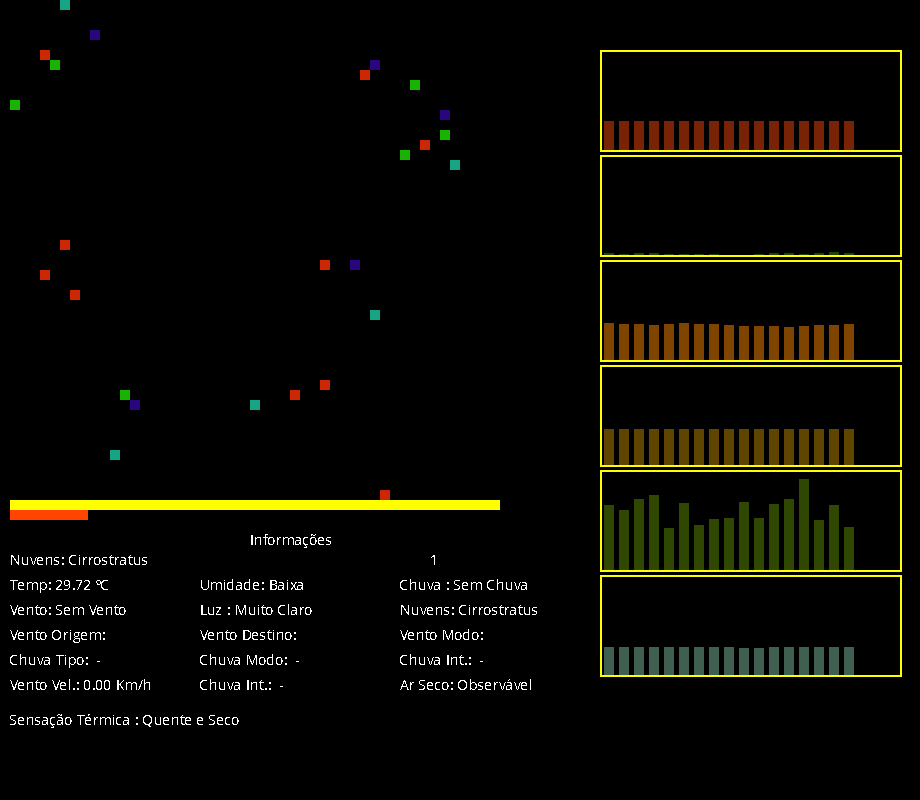 Informações
Nuvens: Cirrostratus 1
Temp: 29.72 ºC Umidade: Baixa Chuva : Sem Chuva
Vento: Sem Vento Luz : Muito Claro Nuvens: Cirrostratus
Vento Origem: Vento Destino: Vento Modo:
Chuva Tipo: - Chuva Modo: - Chuva Int.: -
Vento Vel.: 0.00 Km/h Chuva Int.: - Ar Seco: Observável
Sensação Térmica : Quente e Seco